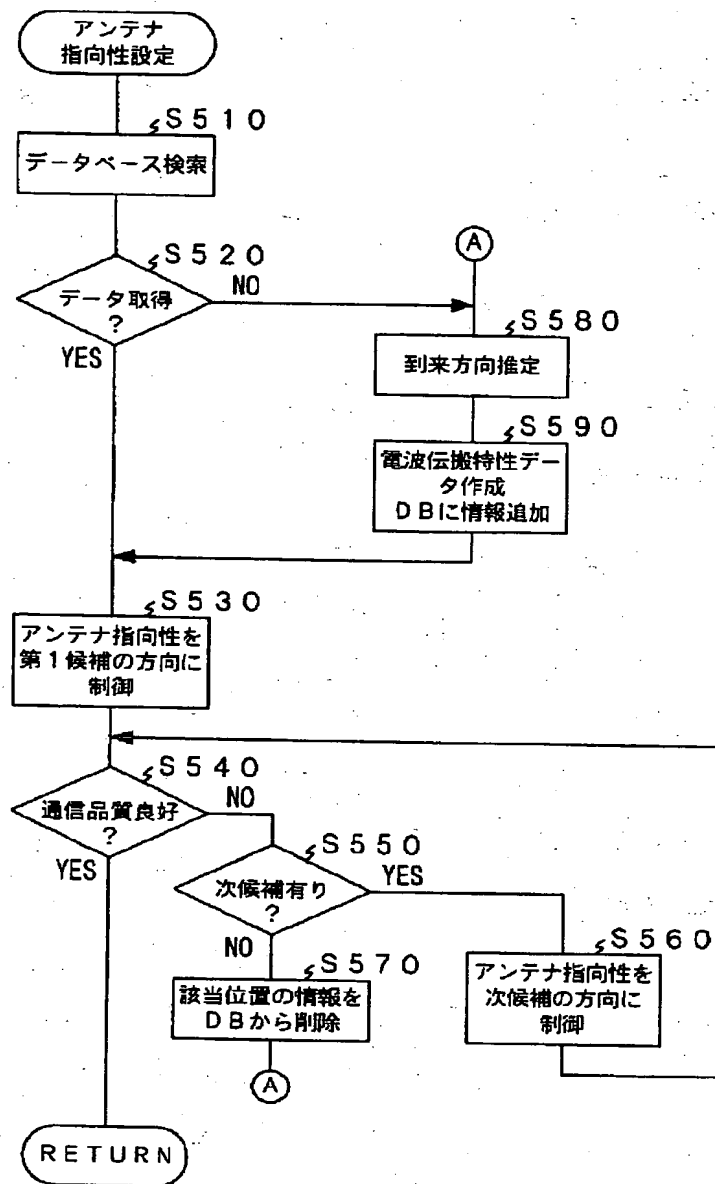 アンテナ
指向性設定
S510
データベース検索
S520
データ取得
?
NO
YES
A
S580
到来方向推定
S590
電波伝搬特性デー
タ作成
DBに情報追加
S530
アンテナ指向性を
第1候補の方向に
制御
S540
通信品質良好
?
NO
YES
S550
次候補有り
?
YES
NO
S560
アンテナ指向性を
次候補の方向に
制御
S570
該当位置の情報を
DBから削除
A
RETURN